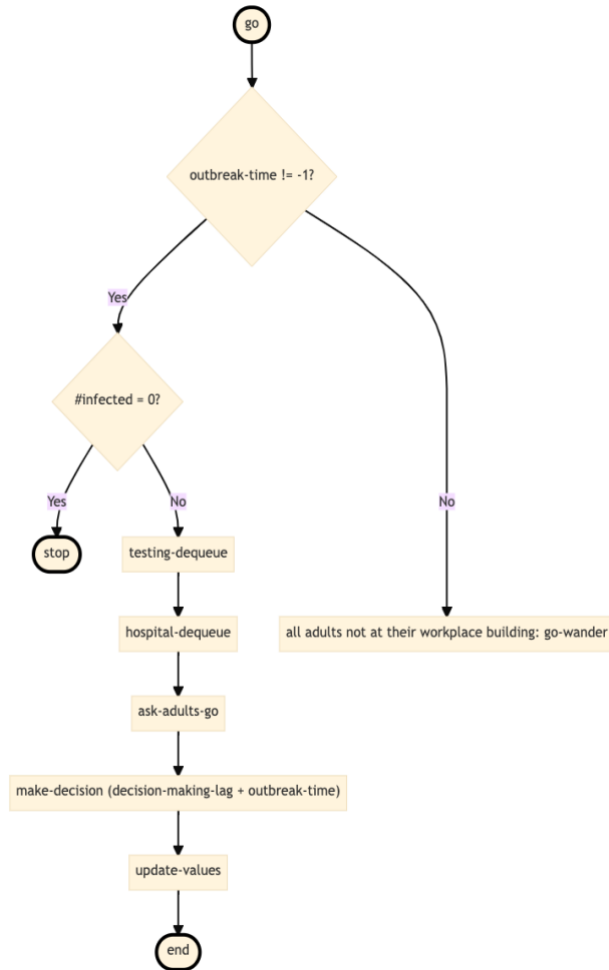 go
outbreak-time != -1?
Yes
#infected = 0?
Yes
No
No
stop
testing-dequeue
hospital-dequeue
all adults not at their workplace building: go-wander
ask-adults-go
make-decision (decision-making-lag + outbreak-time)
update-values
end